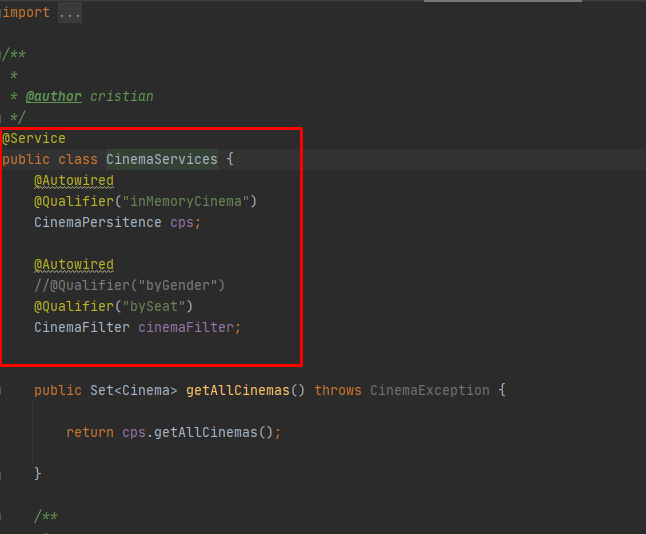 import ...
/**
*
* @author cristian
*/
@Service
public class CinemaServices {
@Autowired
@Qualifier("inMemoryCinema")
CinemaPersitence cps;
@Autowired
//@Qualifier("byGender")
@Qualifier("bySeat")
CinemaFilter cinemaFilter;
public Set<Cinema> getAllCinemas() throws CinemaException {
return cps.getAllCinemas();
}
/**